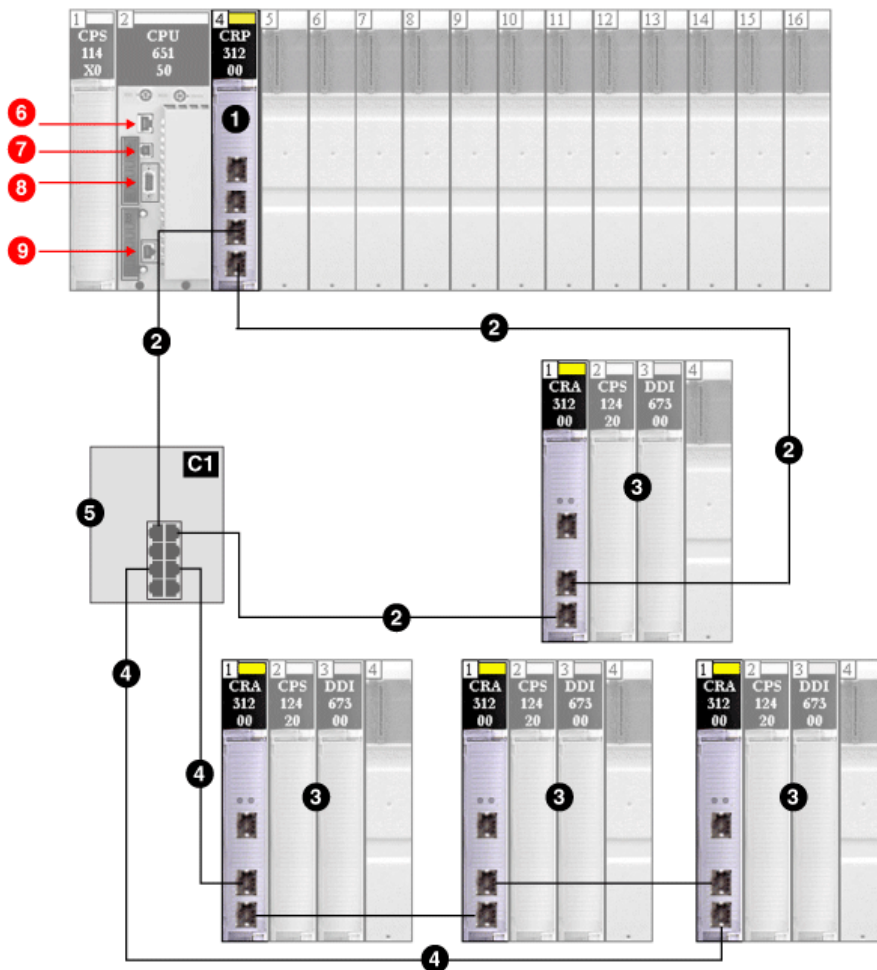 1 2 4 5 6 7 8 9 10 11 12 13 14 15 16
CPS 114 X0
CPU 651 50
CRP 312 00
1
6
7
8
9
2
2
1 2 3 4
CRA 312 00
CPS 124 20
DDI 673 00
2
3
C1
5
2
4
1 2 3 4
CRA 312 00
CPS 124 20
DDI 673 00
1 2 3 4
CRA 312 00
CPS 124 20
DDI 673 00
1 2 3 4
CRA 312 00
CPS 124 20
DDI 673 00
4
3
3
3
4